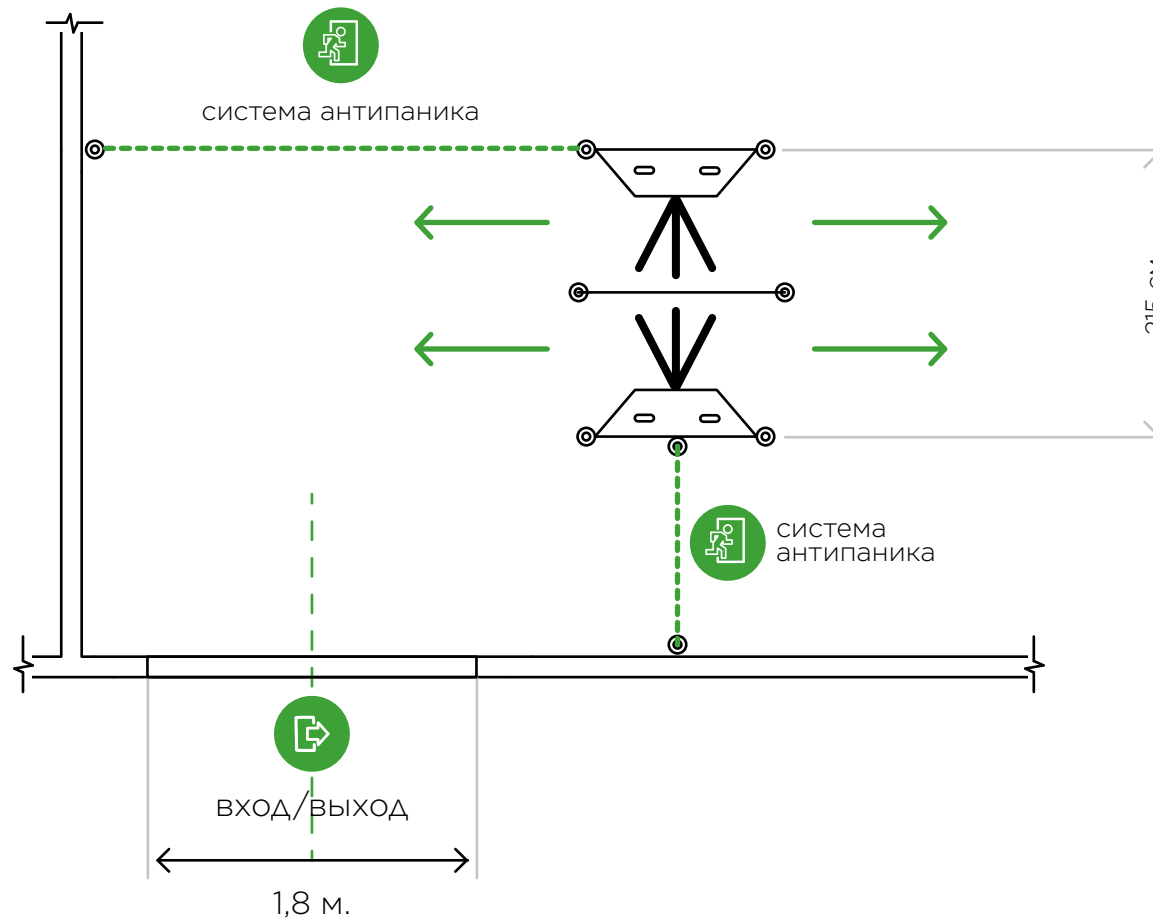 система антипаника
система
антипаника
вход/выход
1,8 м.